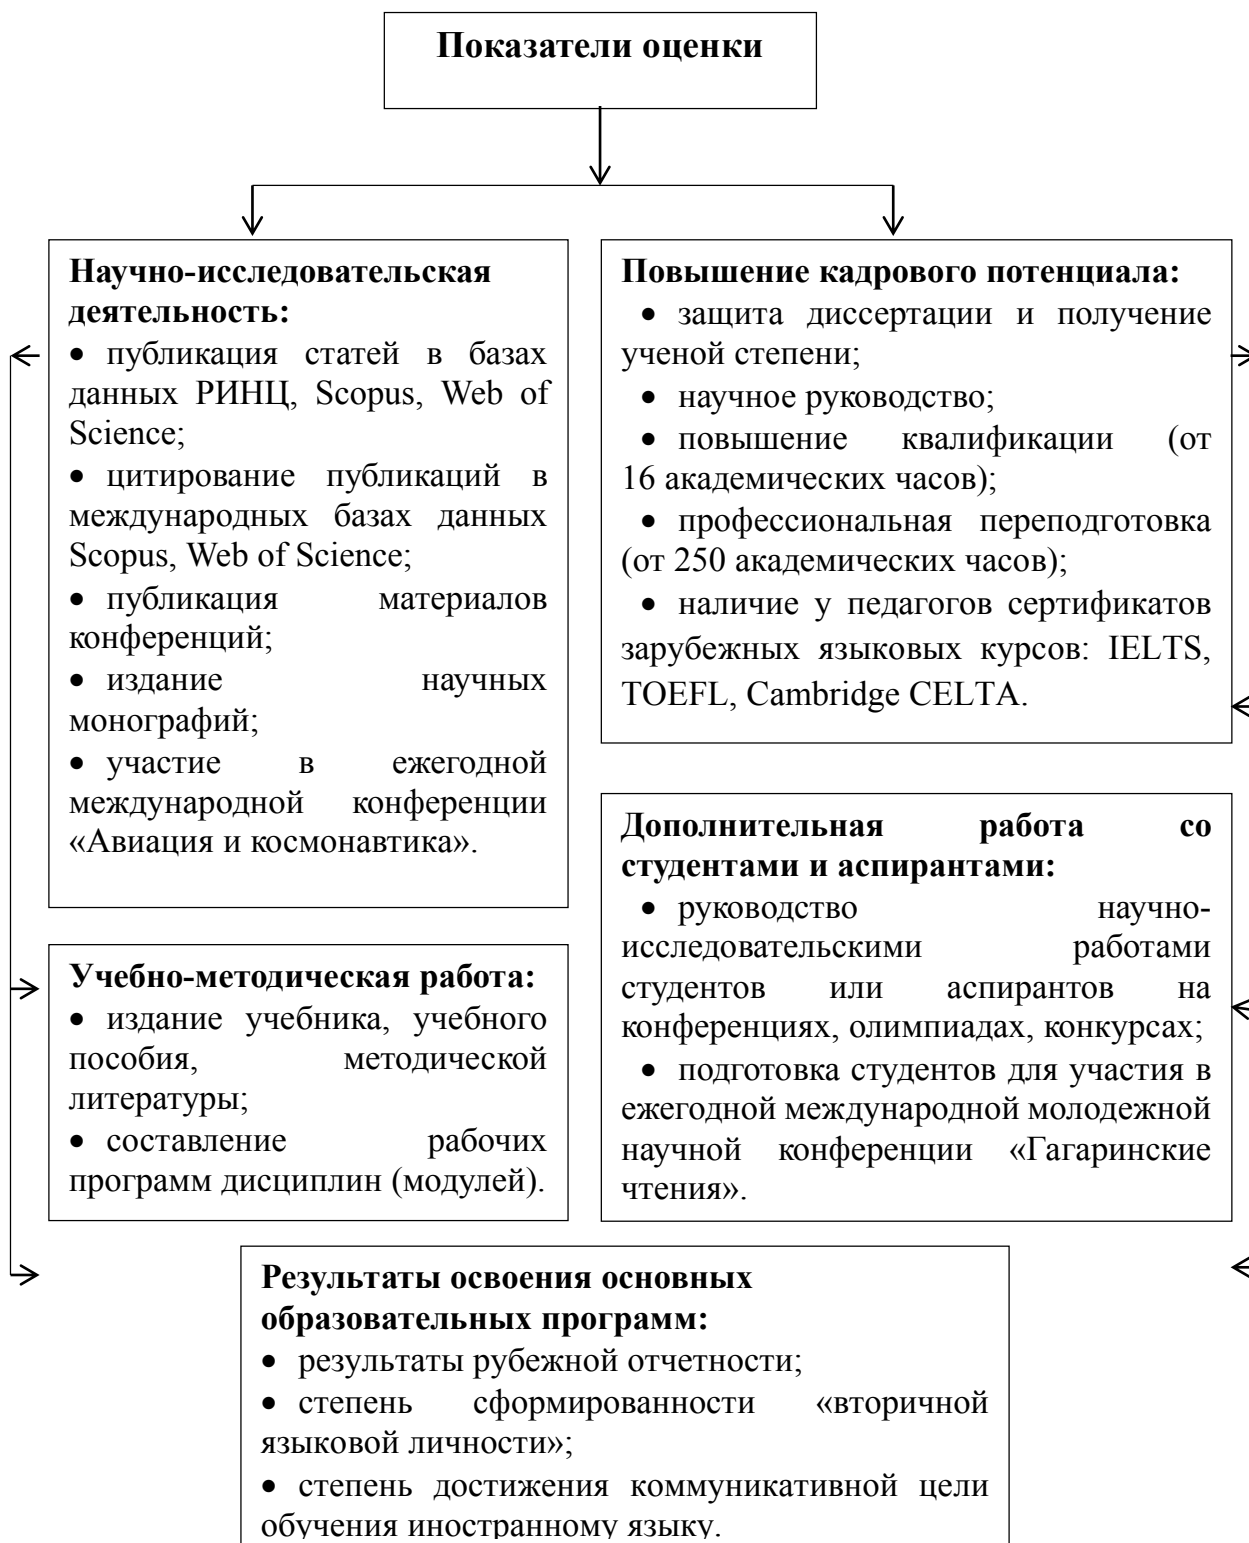 Показатели оценки
Научно-исследовательская
деятельность:
• публикация статей в базах
данных РИНЦ, Scopus, Web of
Science;
• цитирование публикаций в
международных базах данных
Scopus, Web of Science;
• публикация материалов
конференций;
• издание научных
монографий;
• участие в ежегодной
международной конференции
«Авиация и космонавтика».
Повышение кадрового потенциала:
• защита диссертации и получение
ученой степени;
• научное руководство;
• повышение квалификации (от
16 академических часов);
• профессиональная переподготовка
(от 250 академических часов);
• наличие у педагогов сертификатов
зарубежных языковых курсов: IELTS,
TOEFL, Cambridge CELTA.
Учебно-методическая работа:
• издание учебника, учебного
пособия, методической
литературы;
• составление рабочих
программ дисциплин (модулей).
Дополнительная работа со
студентами и аспирантами:
• руководство научно-
исследовательскими работами
студентов или аспирантов на
конференциях, олимпиадах, конкурсах;
• подготовка студентов для участия в
ежегодной международной молодежной
научной конференции «Гагаринские
чтения».
Результаты освоения основных
образовательных программ:
• результаты рубежной отчетности;
• степень сформированности «вторичной
языковой личности»;
• степень достижения коммуникативной цели
обучения иностранному языку.